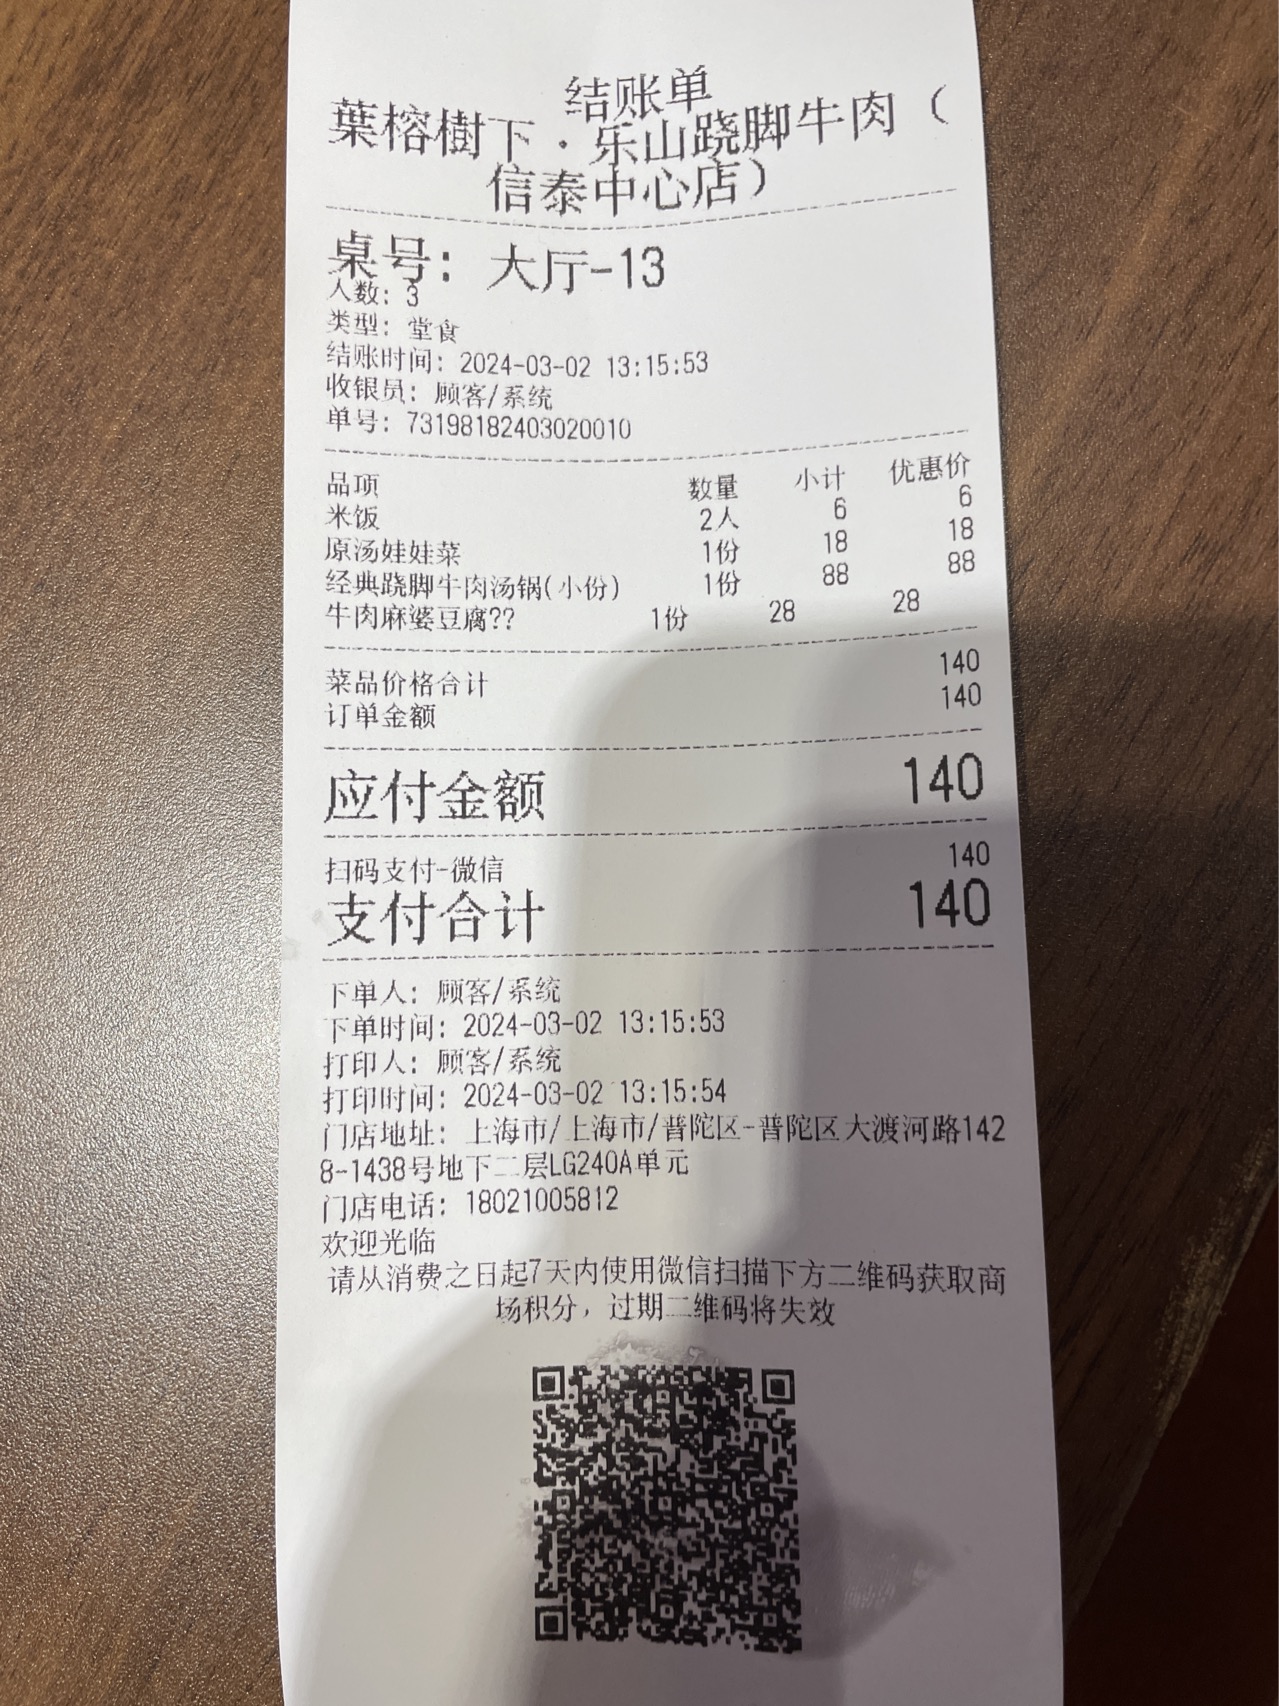 结账单
葉榕樹下·乐山跷脚牛肉（
信泰中心店）
桌号：大厅-13
人数：3
类型：堂食
结账时间：2024-03-02 13:15:53
收银员：顾客/系统
单号：731981824030200​10
品项 数量 小计 优惠价
米饭 2人 6 6
原汤娃娃菜 1份 18 18
经典跷脚牛肉汤锅(小份) 1份 88 88
牛肉麻婆豆腐?? 1份 28 28
菜品价格合计 140
订单金额 140
应付金额 140
扫码支付-微信 140
支付合计 140
下单人：顾客/系统
下单时间：2024-03-02 13:15:53
打印人：顾客/系统
打印时间：2024-03-02 13:15:54
门店地址：上海市/上海市/普陀区-普陀区大渡河路142
8-1438号地下二层LG240A单元
门店电话：18021005812
欢迎光临
请从消费之日起7天内使用微信扫描下方二维码获取商
场积分，过期二维码将失效